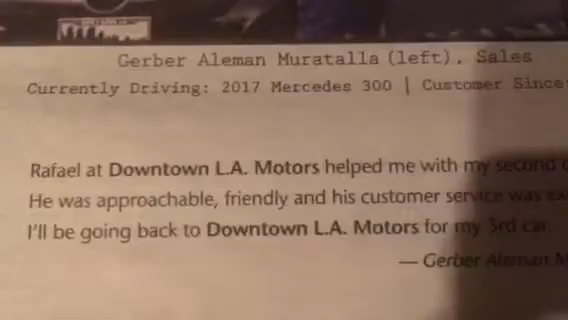 Gerber Aleman Muratalla (left), Sales
Currently Driving: 2017 Mercedes 300 | Customer Since:
Rafael at Downtown L.A. Motors helped me with my second
He was approachable, friendly and his customer service was
I'll be going back to Downtown L.A. Motors for my 3rd car.
— Gerber Aleman